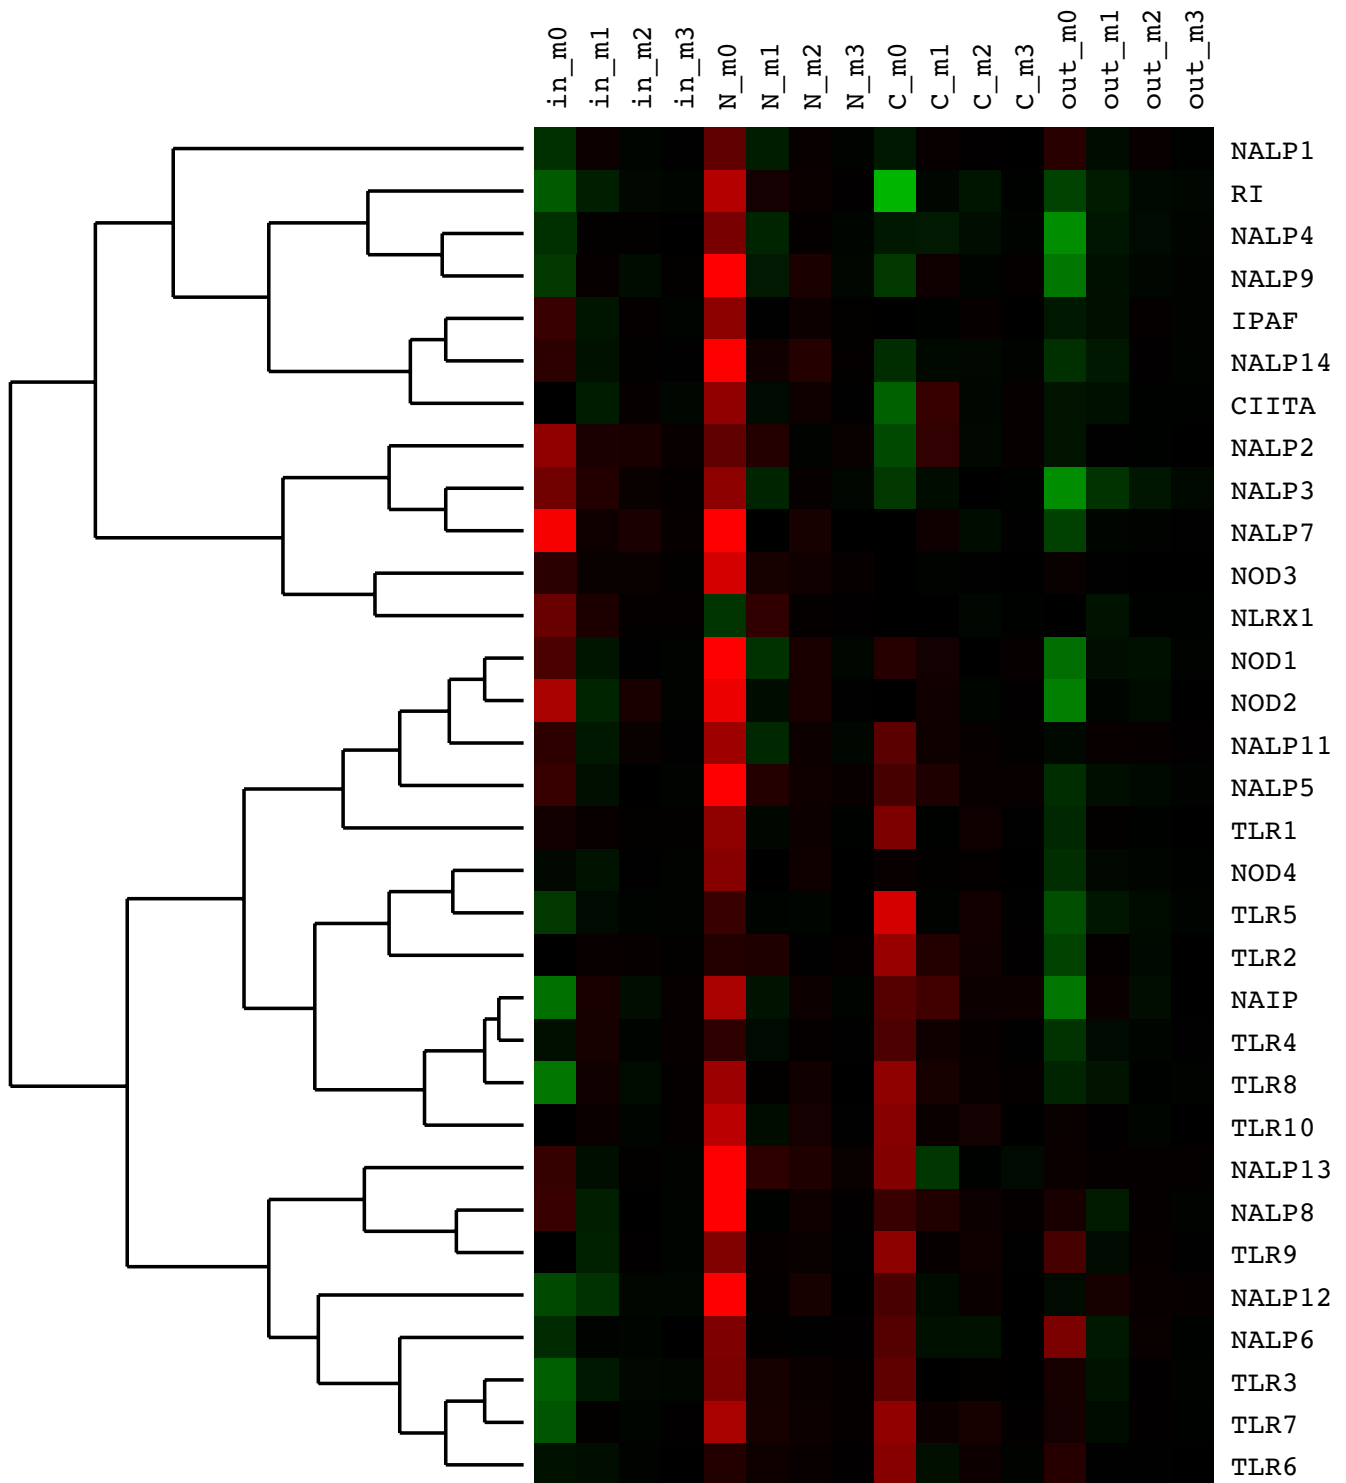 in_m0 in_m1 in_m2 in_m3 N_m0 N_m1 N_m2 N_m3 C_m0 C_m1 C_m2 C_m3 out_m0 out_m1 out_m2 out_m3
NALP1
RI
NALP4
NALP9
IPAF
NALP14
CIITA
NALP2
NALP3
NALP7
NOD3
NLRX1
NOD1
NOD2
NALP11
NALP5
TLR1
NOD4
TLR5
TLR2
NAIP
TLR4
TLR8
TLR10
NALP13
NALP8
TLR9
NALP12
NALP6
TLR3
TLR7
TLR6